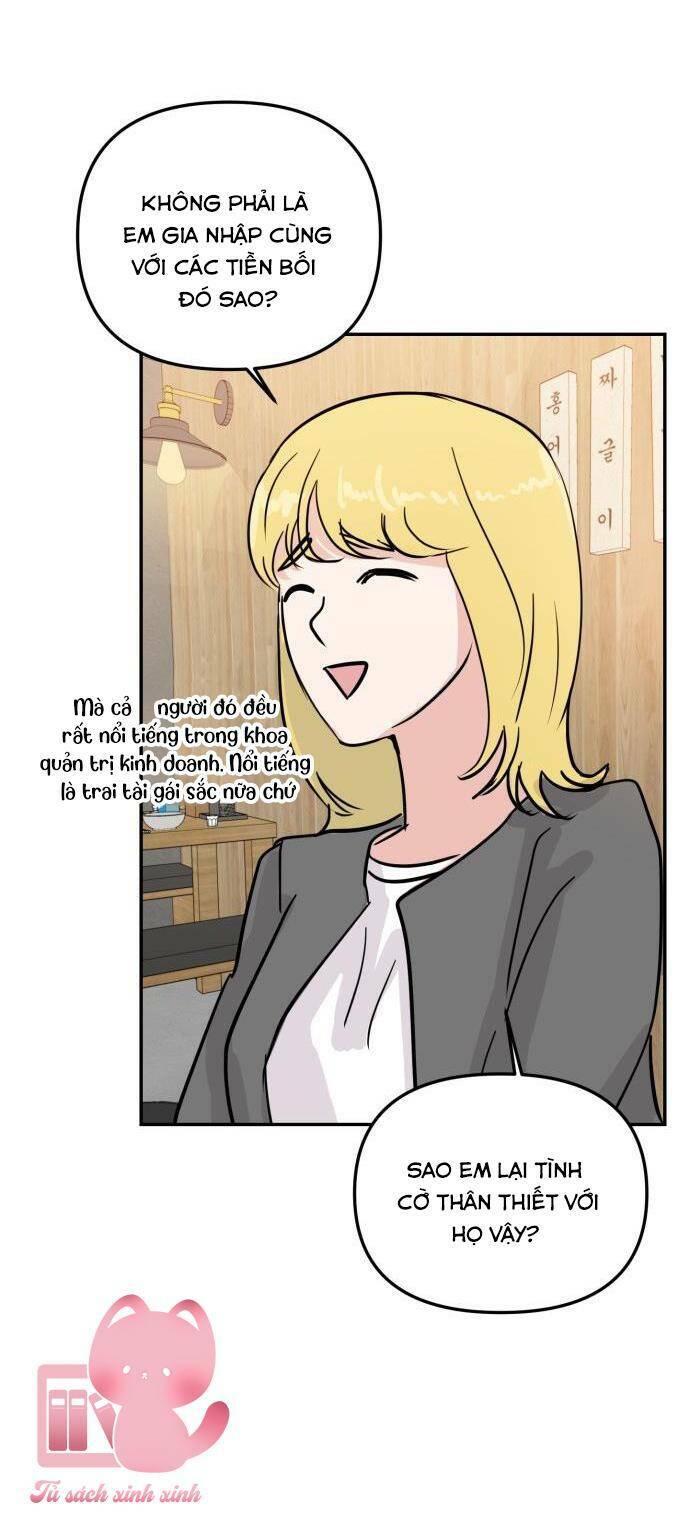 KHÔNG PHẢI LÀ
EM GIA NHẬP CÙNG
VỚI CÁC TIỀN BỐI
ĐÓ SAO?
홍어
짜글이
Mà cả người đó đều
rất nổi tiếng trong khoa
quản trị kinh doanh. Nổi tiếng
là trai tài gái sắc nữa chứ
SAO EM LẠI TÌNH
CỜ THÂN THIẾT VỚI
HỌ VẬY?
Tủ sách xinh xinh